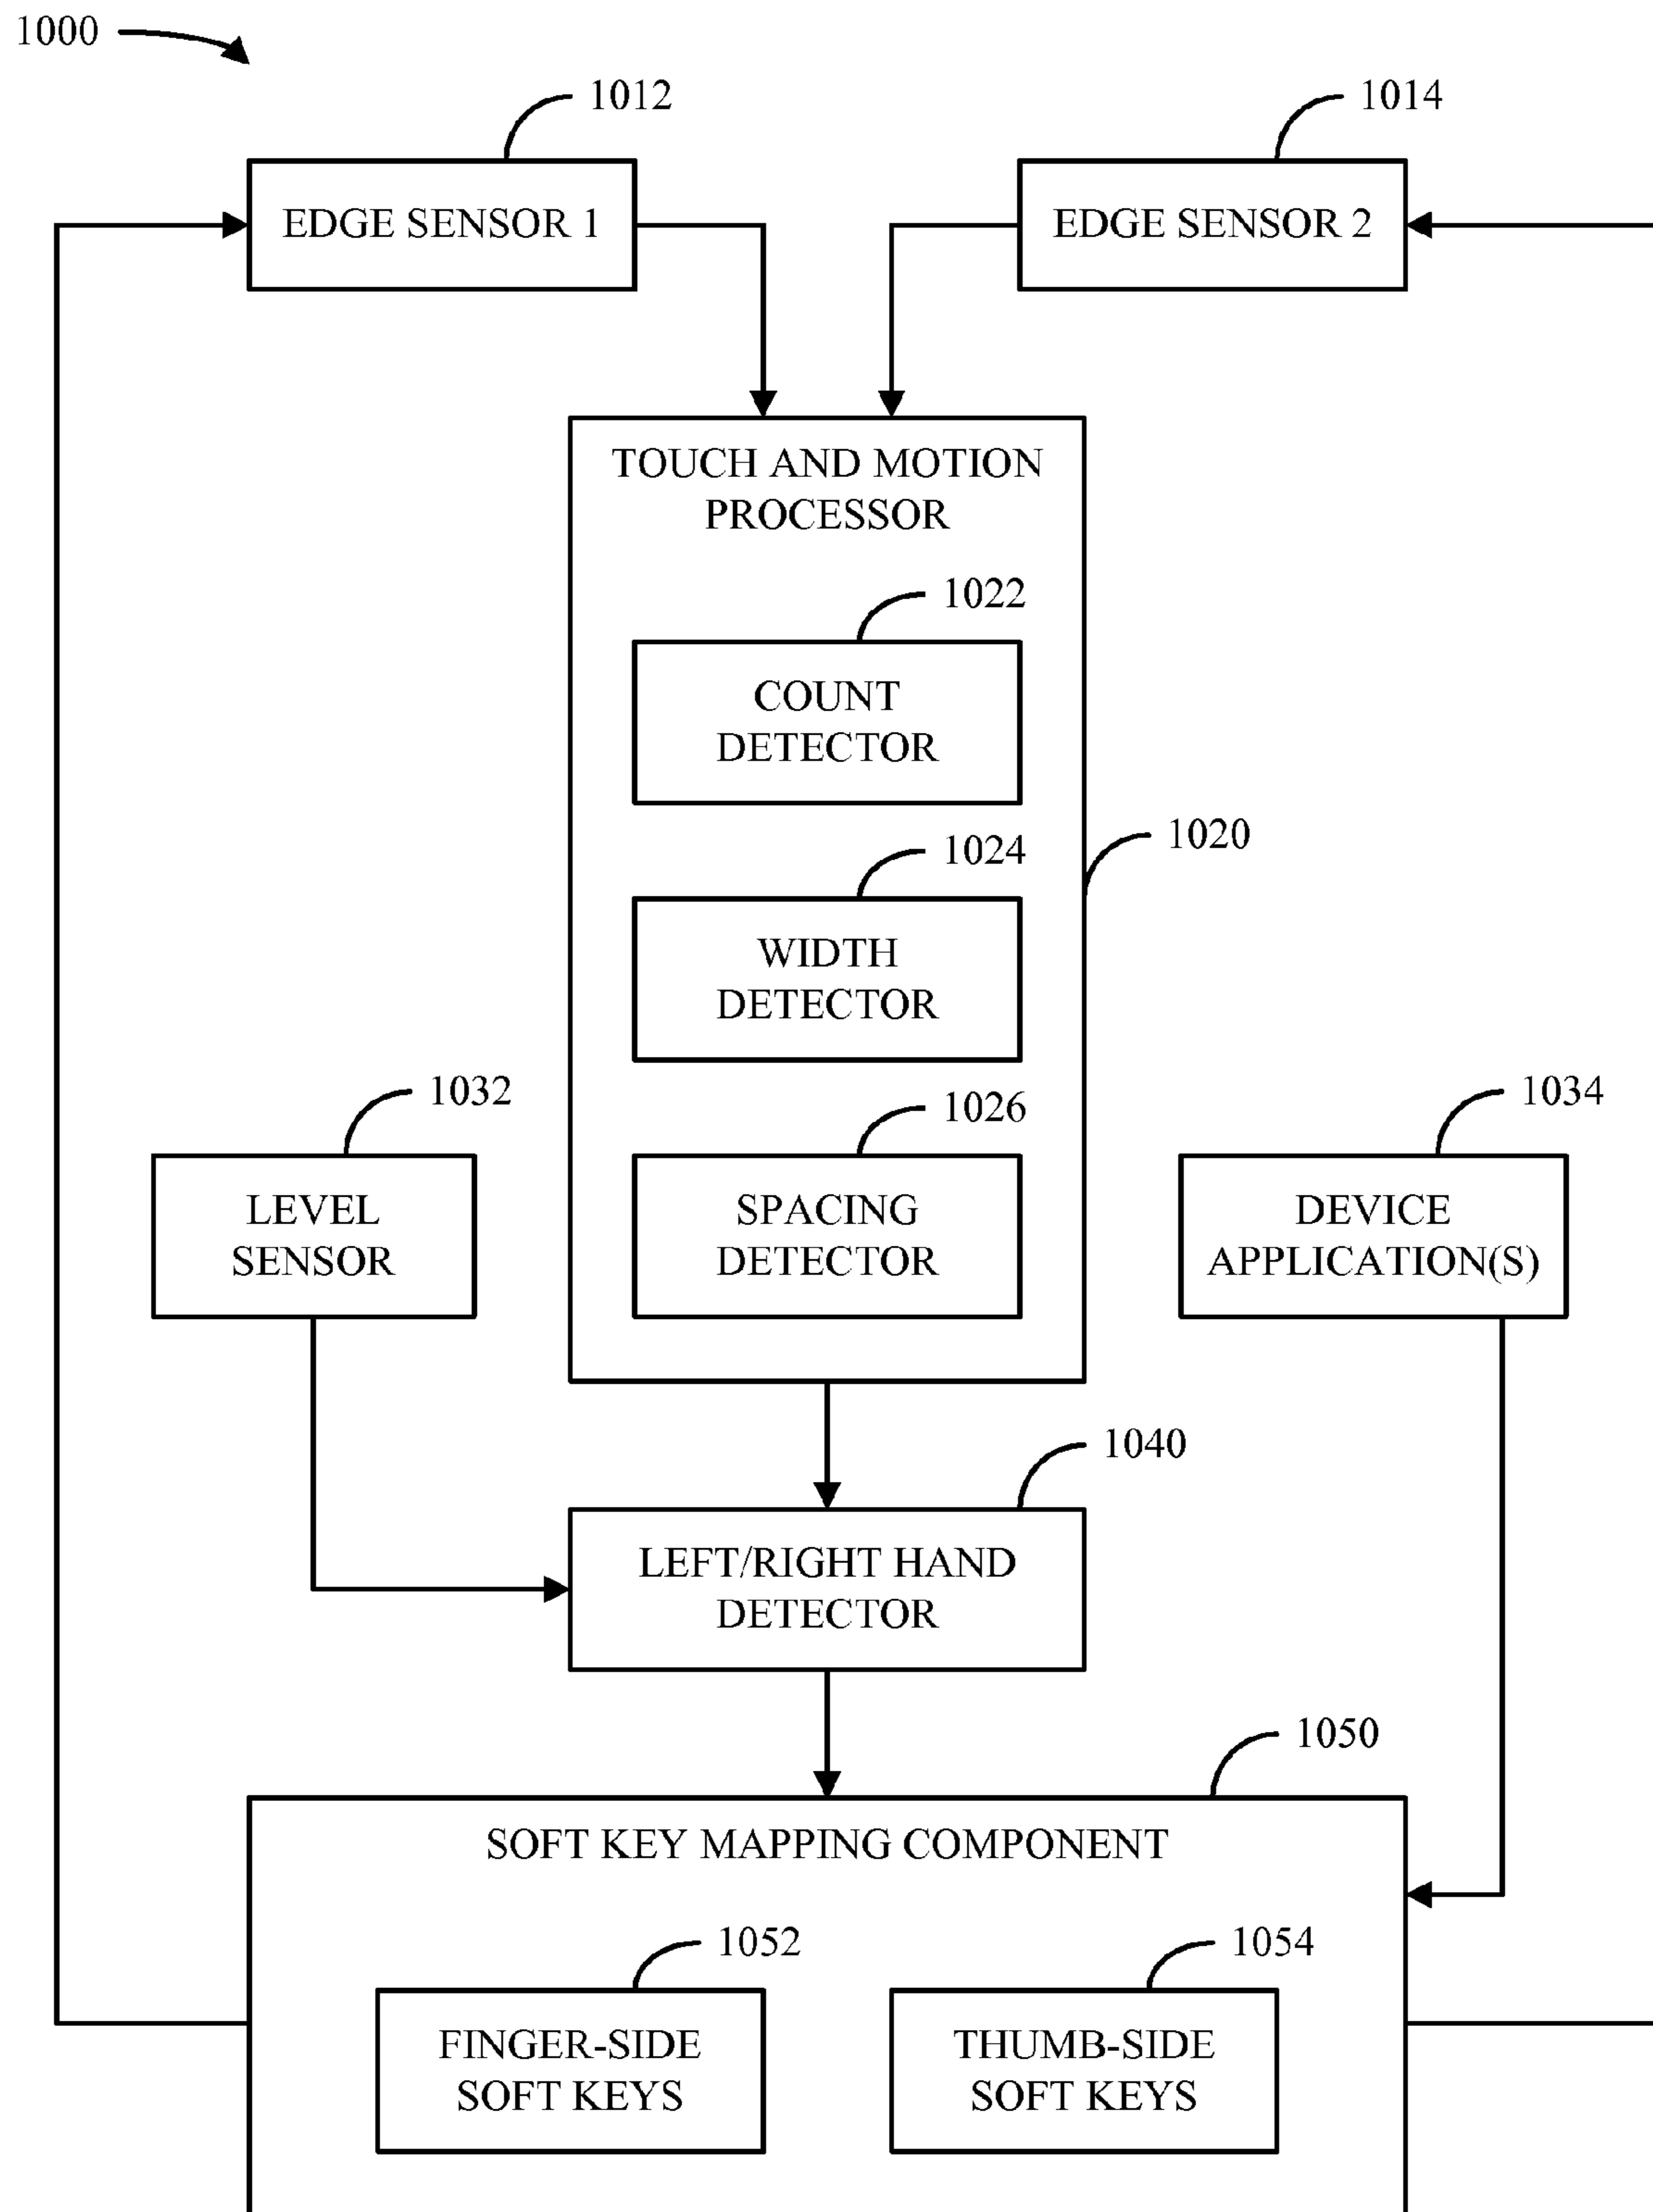 1000
1012
1014
EDGE SENSOR 1
EDGE SENSOR 2
TOUCH AND MOTION
PROCESSOR
1022
COUNT
DETECTOR
1020
1024
WIDTH
DETECTOR
1032
1026
1034
LEVEL
SENSOR
SPACING
DETECTOR
DEVICE
APPLICATION(S)
1040
LEFT/RIGHT HAND
DETECTOR
1050
SOFT KEY MAPPING COMPONENT
1052
1054
FINGER-SIDE
SOFT KEYS
THUMB-SIDE
SOFT KEYS